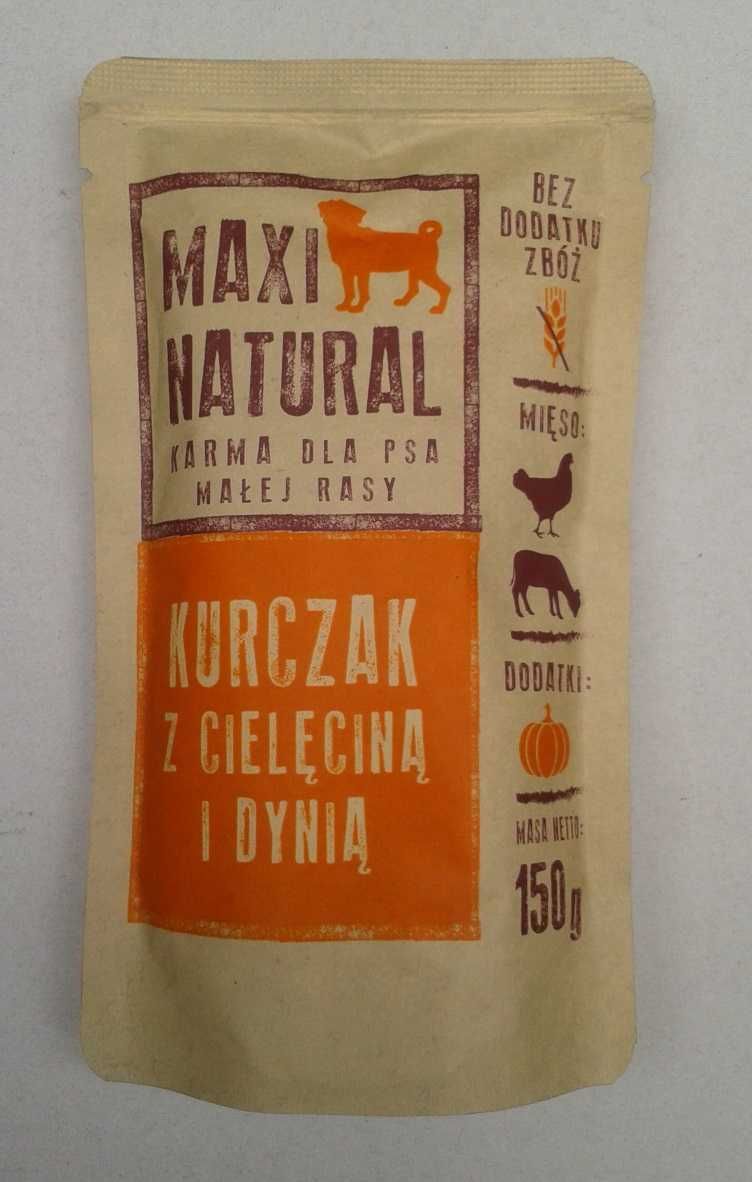 MAXI
NATURAL
KARMA DLA PSA
MAŁEJ RASY
KURCZAK
Z CIELĘCINĄ
I DYNIĄ
BEZ
DODATKU
ZBÓŻ
MIĘSO:
DODATKI:
MASA NETTO:
150g